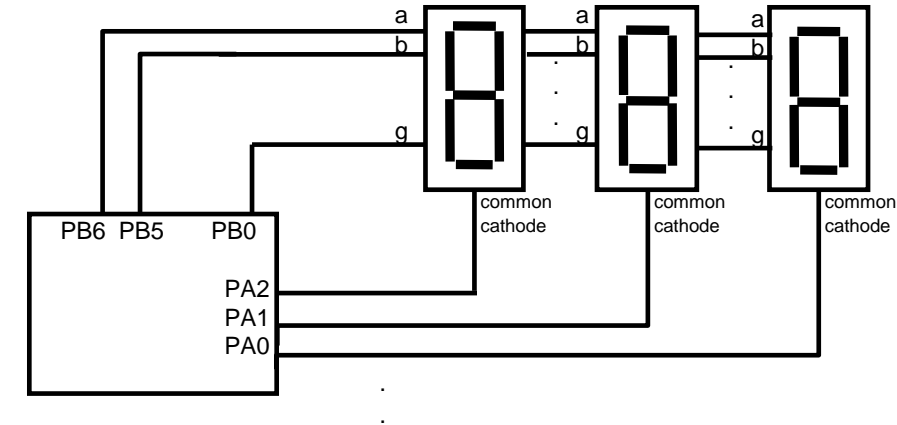 a a a
b b b
g g g
common cathode
common cathode
common cathode
PB6 PB5 PB0
PA2
PA1
PA0